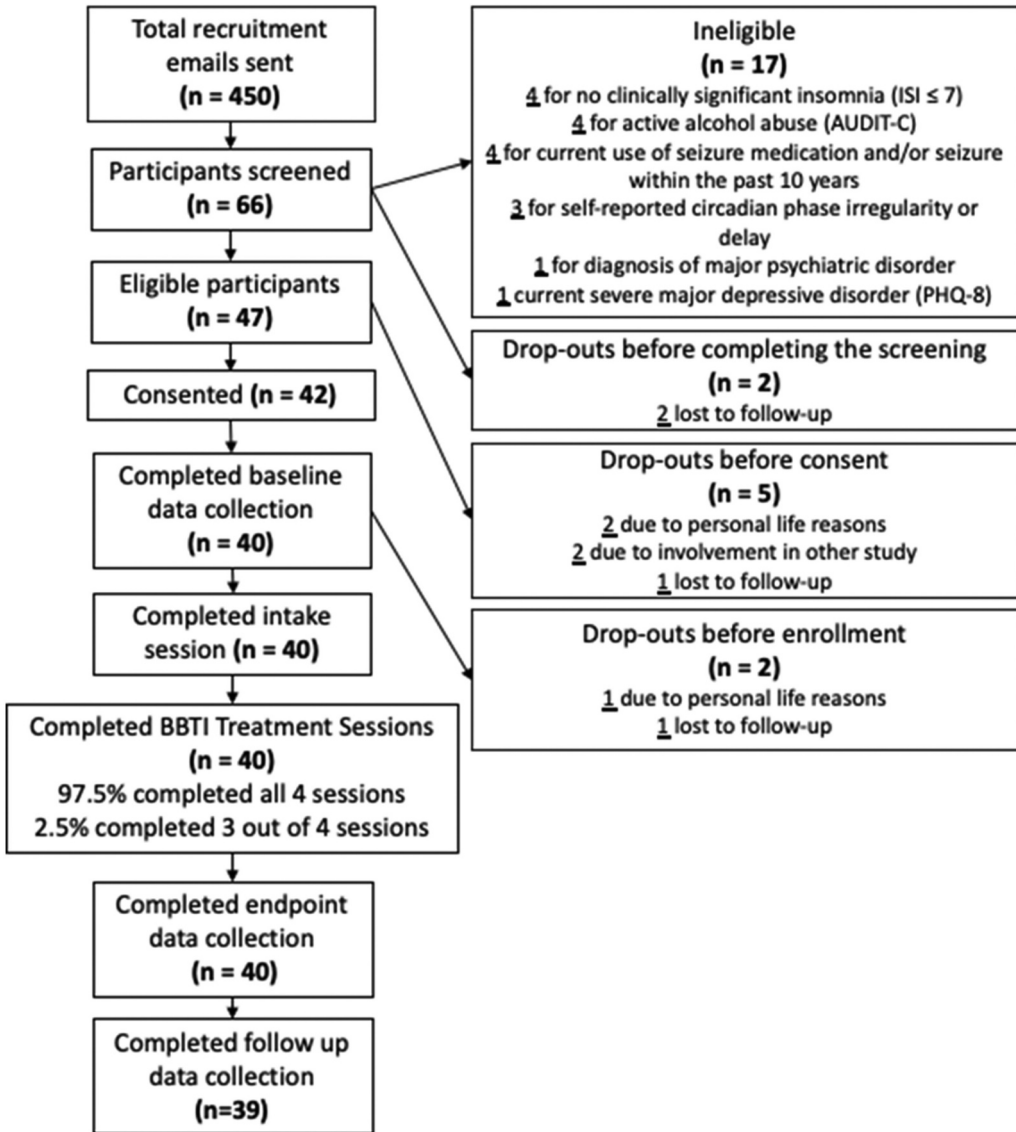 Total recruitment
emails sent
(n = 450)
Participants screened
(n = 66)
Eligible participants
(n = 47)
Consented (n = 42)
Completed baseline
data collection
(n = 40)
Completed intake
session (n = 40)
Completed BBTI Treatment Sessions
(n = 40)
97.5% completed all 4 sessions
2.5% completed 3 out of 4 sessions
Completed endpoint
data collection
(n = 40)
Completed follow up
data collection
(n=39)
Ineligible
(n = 17)
4 for no clinically significant insomnia (ISI ≤ 7)
4 for active alcohol abuse (AUDIT-C)
4 for current use of seizure medication and/or seizure
within the past 10 years
3 for self-reported circadian phase irregularity or
delay
1 for diagnosis of major psychiatric disorder
1 current severe major depressive disorder (PHQ-8)
Drop-outs before completing the screening
(n = 2)
2 lost to follow-up
Drop-outs before consent
(n = 5)
2 due to personal life reasons
2 due to involvement in other study
1 lost to follow-up
Drop-outs before enrollment
(n = 2)
1 due to personal life reasons
1 lost to follow-up